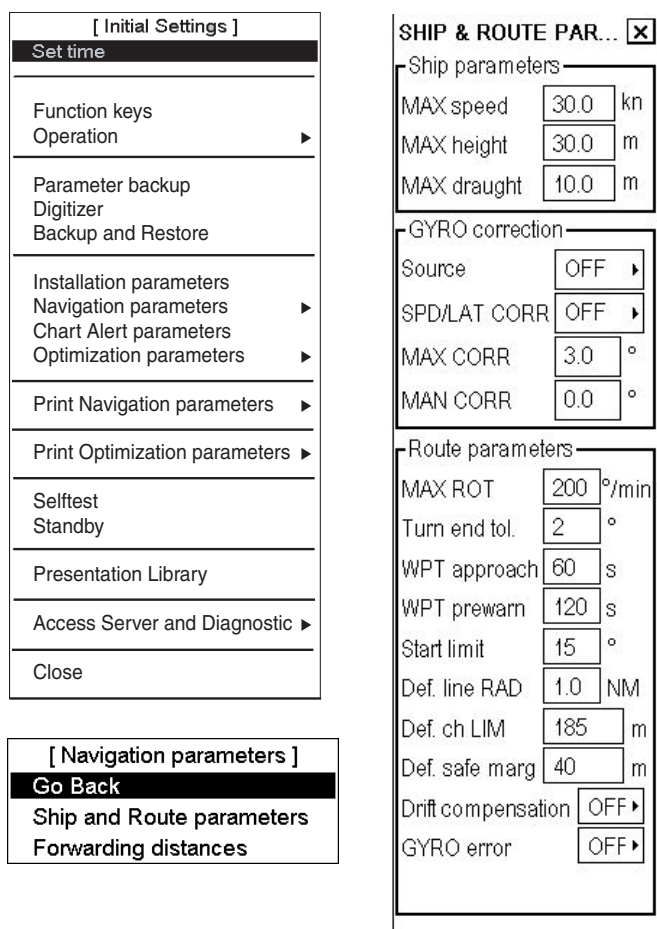 [ Initial Settings ]
Set time
Function keys
Operation ▶
Parameter backup
Digitizer
Backup and Restore
Installation parameters
Navigation parameters ▶
Chart Alert parameters
Optimization parameters ▶
Print Navigation parameters ▶
Print Optimization parameters ▶
Selftest
Standby
Presentation Library
Access Server and Diagnostic ▶
Close
[ Navigation parameters ]
Go Back
Ship and Route parameters
Forwarding distances
SHIP & ROUTE PAR... X
Ship parameters
MAX speed 30.0 kn
MAX height 30.0 m
MAX draught 10.0 m
GYRO correction
Source OFF ▶
SPD/LAT CORR OFF ▶
MAX CORR 3.0 °
MAN CORR 0.0 °
Route parameters
MAX ROT 200 °/min
Turn end tol. 2 °
WPT approach 60 s
WPT prewarn 120 s
Start limit 15 °
Def. line RAD 1.0 NM
Def. ch LIM 185 m
Def. safe marg 40 m
Drift compensation OFF ▶
GYRO error OFF ▶